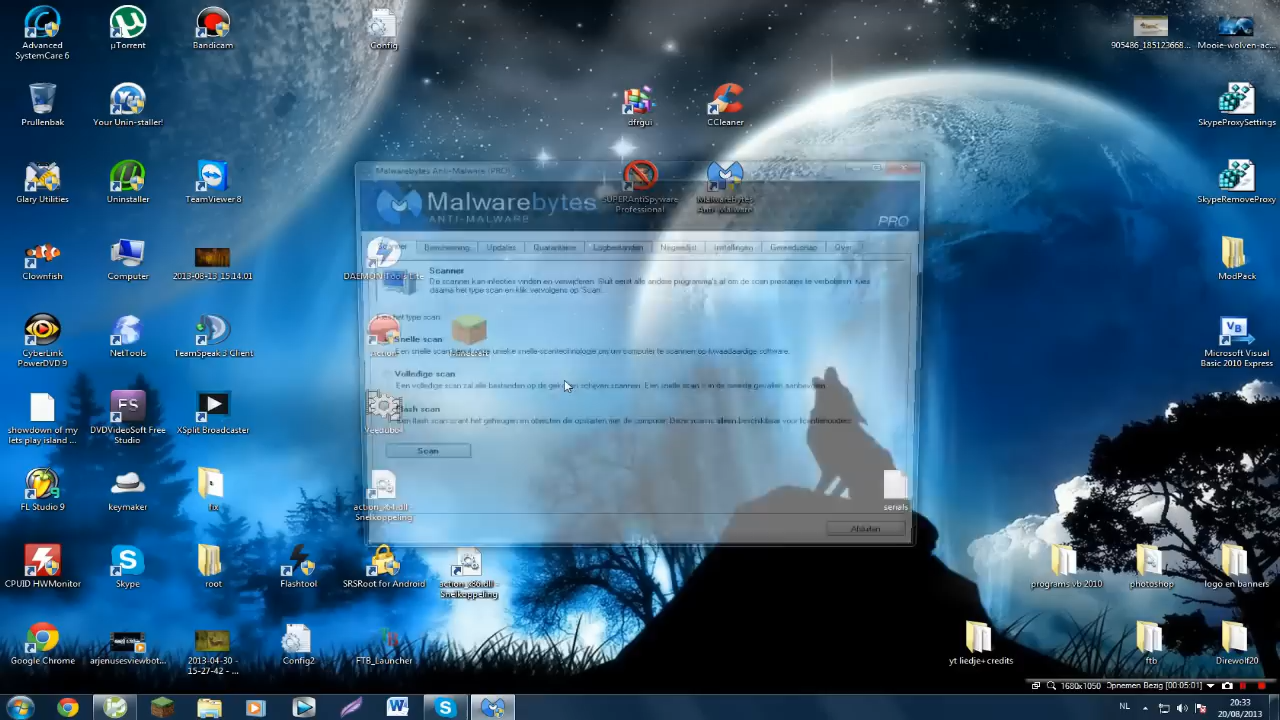 Advanced
SystemCare 6
µTorrent
Bandicam
Config
905486_185123668...
Mooie-wolven-ac...
Prullenbak
Your Unin-staller!
dfrgui
CCleaner
SkypeProxySettings
Glary Utilities
Uninstaller
TeamViewer 8
SUPERAntiSpyware
Professional
Malwarebytes
Anti-Malware
SkypeRemoveProxy
Malwarebytes Anti-Malware (PRO)
Malwarebytes
ANTI-MALWARE
PRO
Scanner
Bescherming
Updates
Quarantaine
Logbestanden
Negeerlijst
Instellingen
Gereedschap
Over
Clownfish
Computer
2013-08-13_15.14.01
DAEMON Tools Lite
ModPack
Scanner
De scanner kan infecties vinden en verwijderen. Sluit eerst alle andere programma's af om de scan prestatie te verbeteren. Kies
daarna het type scan en klik vervolgens op 'Scan'.
Kies het type scan:
CyberLink
PowerDVD 9
NetTools
TeamSpeak 3 Client
Action!
Minecraft
Microsoft Visual
Basic 2010 Express
Snelle scan
Een snelle scan unieke snelle-scantechnologie om uw computer te scannen op kwaadaardige software.
Volledige scan
Een volledige scan zal alle bestanden op de schijven scannen. Een snelle scan is in de meeste gevallen aanbevolen.
Flash scan
Een flash scan scant het geheugen en objecten die opstarten met de computer. Deze scan is alleen beschikbaar voor licentiehouders.
Scan
Afsluiten
showdown of my
lets play island ...
DVDVideoSoft Free
Studio
XSplit Broadcaster
FL Studio 9
keymaker
fix
action_x64.dll -
Snelkoppeling
serials
CPUID HWMonitor
Skype
root
Flashtool
SRSRoot for Android
action_x86.dll -
Snelkoppeling
programs vb 2010
photoshop
logo en banners
Google Chrome
arjenusesviewbot...
2013-04-30 -
15-27-42 - ...
Config2
FTB_Launcher
yt liedje+credits
ftb
Direwolf20
1680x1050 Opnemen Bezig [00:05:01]
NL
20:33
20/08/2013